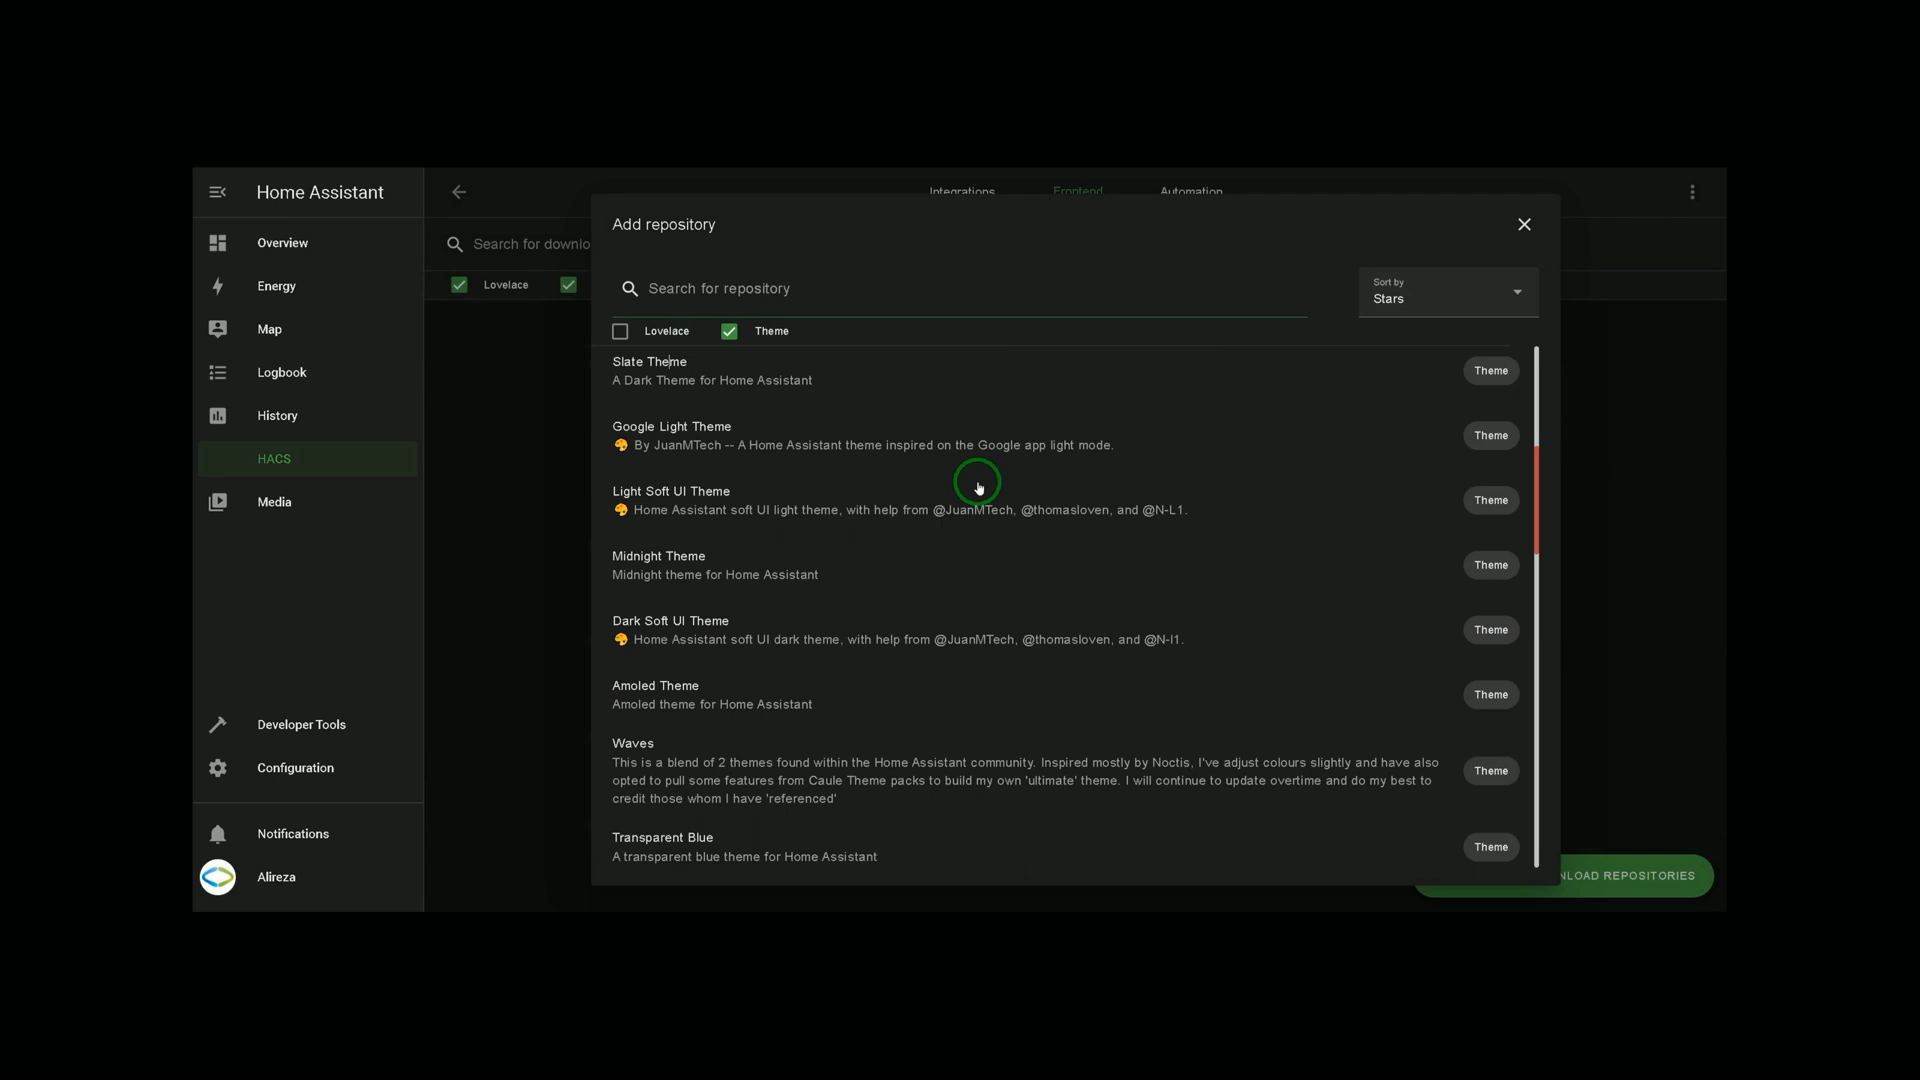 Home Assistant
Overview
Energy
Map
Logbook
History
HACS
Media
Developer Tools
Configuration
Notifications
Alireza
Integrations
Frontend
Automation
Search for downlo
Lovelace
Add repository
Search for repository
Sort by
Stars
Lovelace
Theme
Slate Theme
A Dark Theme for Home Assistant
Theme
Google Light Theme
By JuanMTech -- A Home Assistant theme inspired on the Google app light mode.
Theme
Light Soft UI Theme
Home Assistant soft UI light theme, with help from @JuanMTech, @thomasloven, and @N-L1.
Theme
Midnight Theme
Midnight theme for Home Assistant
Theme
Dark Soft UI Theme
Home Assistant soft UI dark theme, with help from @JuanMTech, @thomasloven, and @N-l1.
Theme
Amoled Theme
Amoled theme for Home Assistant
Theme
Waves
This is a blend of 2 themes found within the Home Assistant community. Inspired mostly by Noctis, I've adjust colours slightly and have also
opted to pull some features from Caule Theme packs to build my own 'ultimate' theme. I will continue to update overtime and do my best to
credit those whom I have 'referenced'
Theme
Transparent Blue
A transparent blue theme for Home Assistant
Theme
NLOAD REPOSITORIES